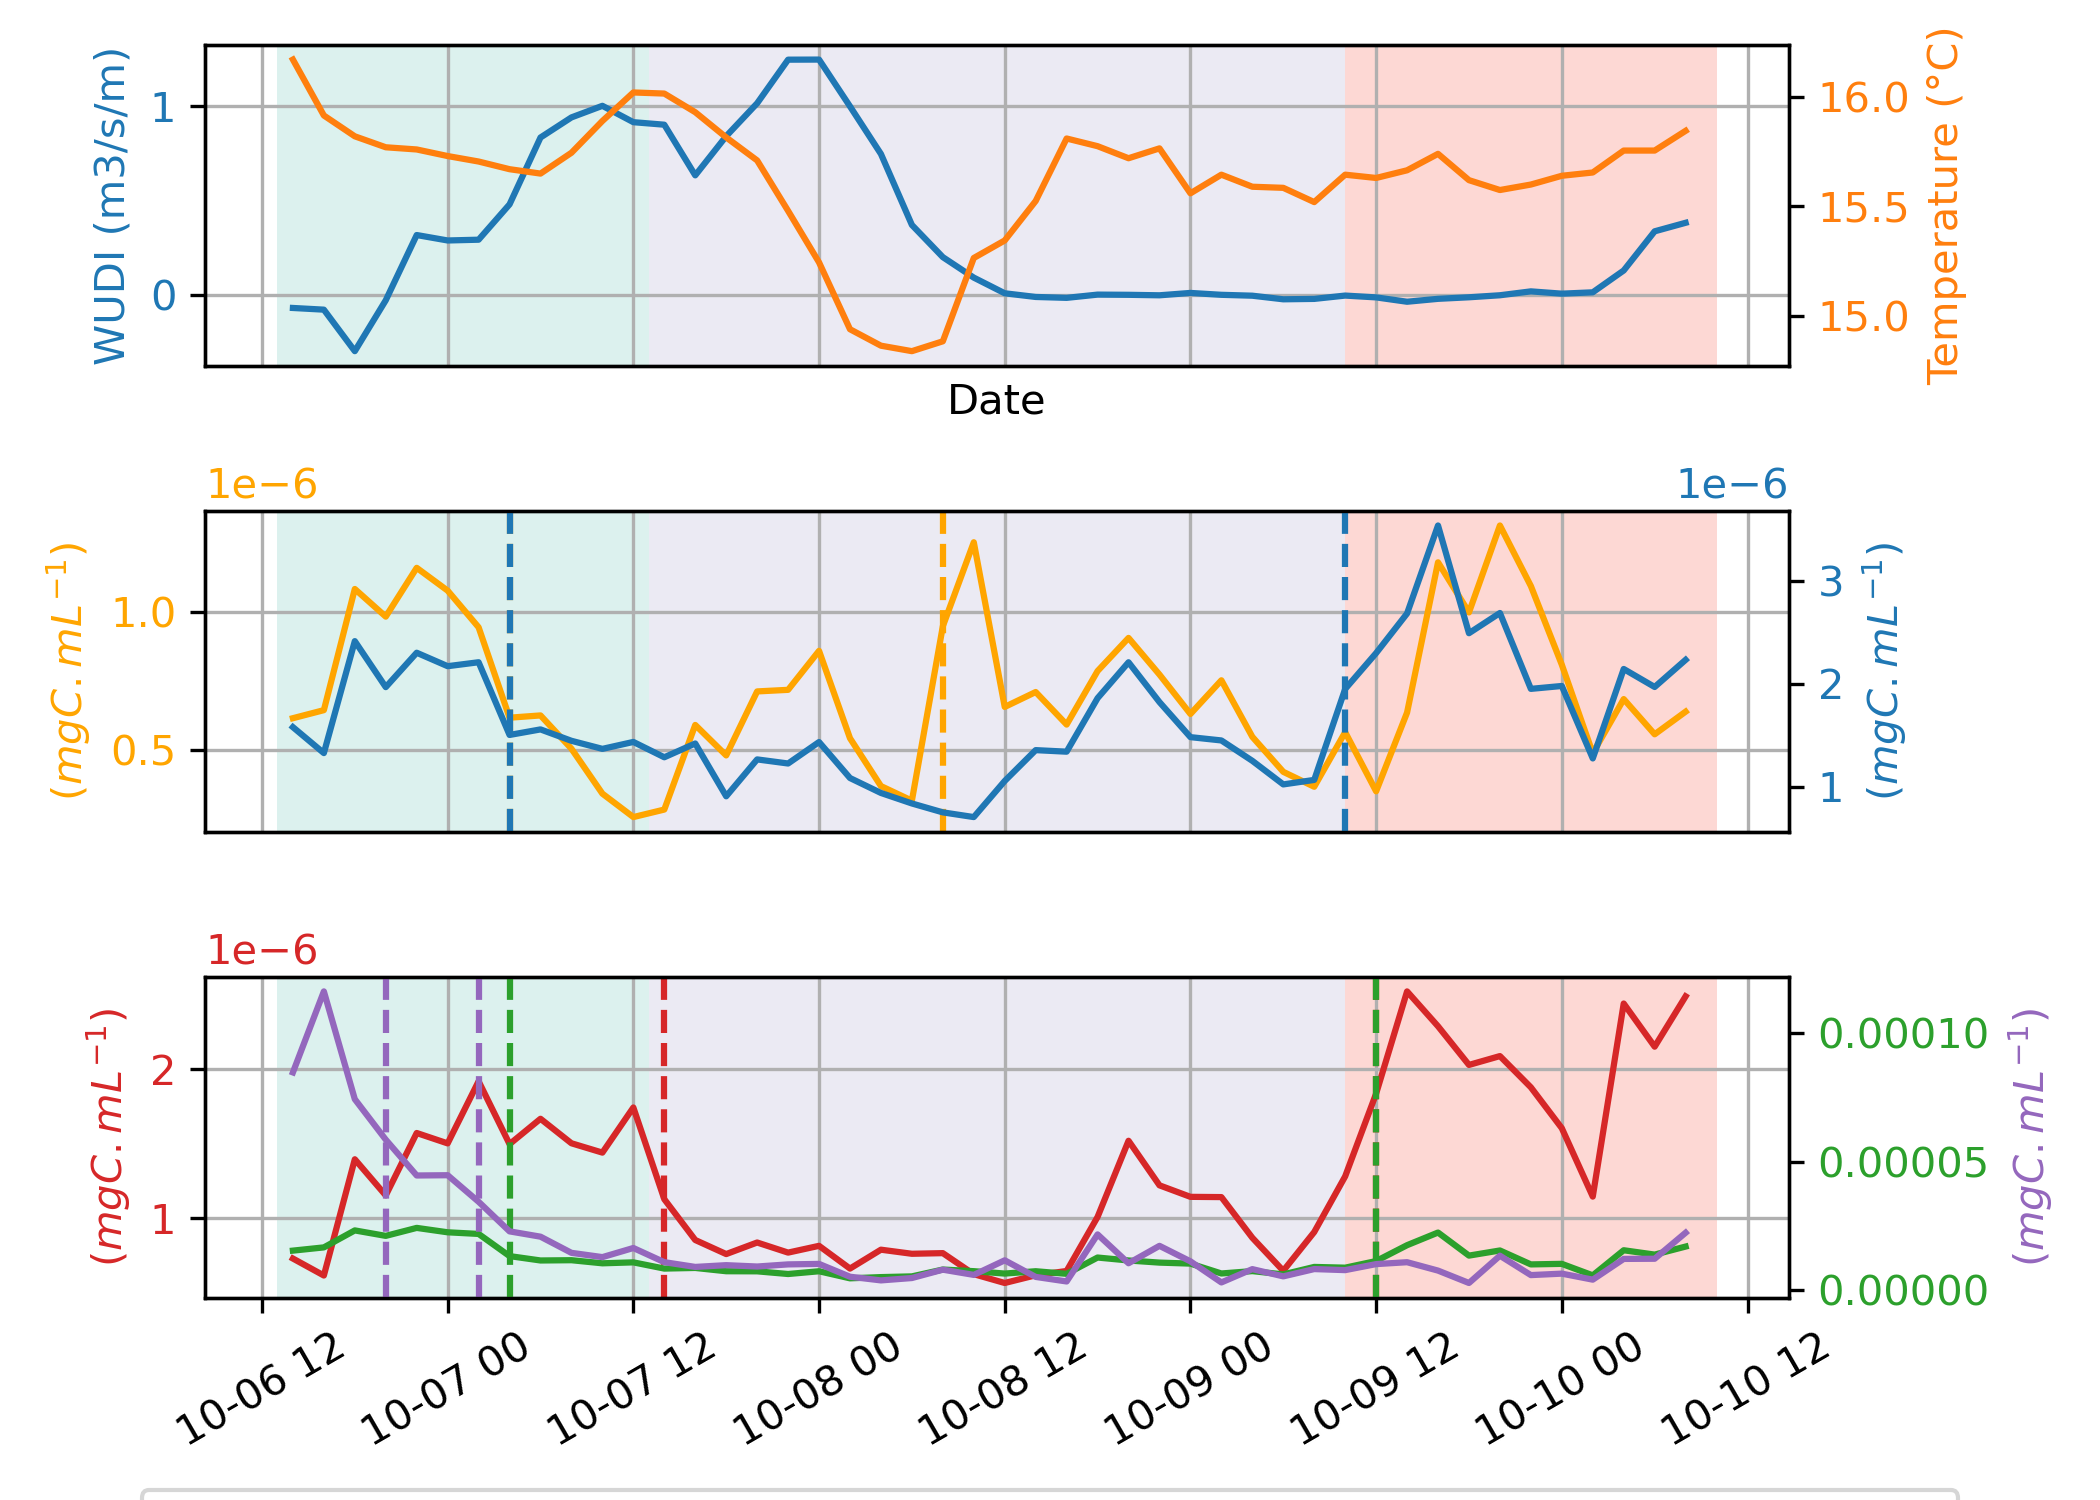 WUDI (m3/s/m)
1
0
16.0
15.5
15.0
Temperature (°C)
Date
1e−6
1e−6
(mgC.mL⁻¹)
1.0
0.5
3
2
1
(mgC.mL⁻¹)
1e−6
(mgC.mL⁻¹)
2
1
0.00010
0.00005
0.00000
(mgC.mL⁻¹)
10-06 12
10-07 00
10-07 12
10-08 00
10-08 12
10-09 00
10-09 12
10-10 00
10-10 12